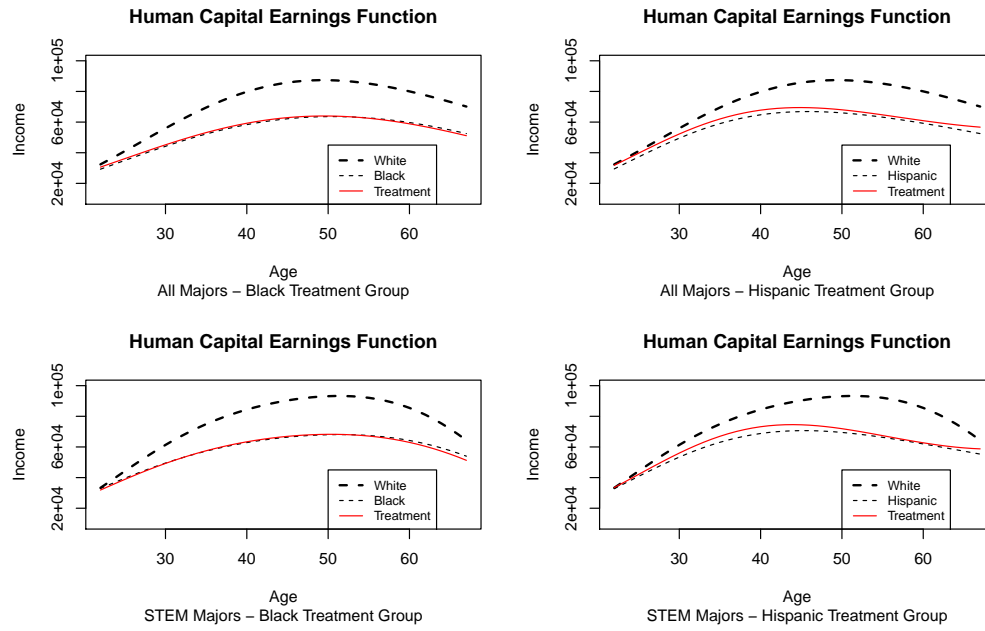 Human Capital Earnings Function
1e+05
6e+04
2e+04
Income
White
Black
Treatment
30 40 50 60
Age
All Majors − Black Treatment Group
Human Capital Earnings Function
1e+05
6e+04
2e+04
Income
White
Hispanic
Treatment
30 40 50 60
Age
All Majors − Hispanic Treatment Group
Human Capital Earnings Function
1e+05
6e+04
2e+04
Income
White
Black
Treatment
30 40 50 60
Age
STEM Majors − Black Treatment Group
Human Capital Earnings Function
1e+05
6e+04
2e+04
Income
White
Hispanic
Treatment
30 40 50 60
Age
STEM Majors − Hispanic Treatment Group